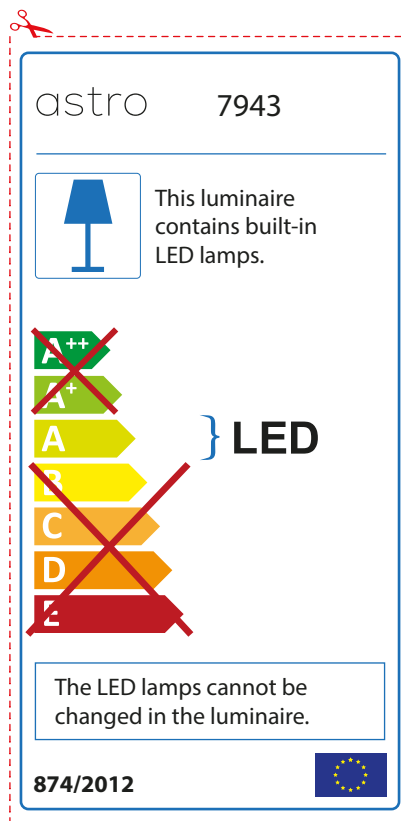 astro 7943
This luminaire
contains built-in
LED lamps.
A++
A+
A
B
C
D
E
} LED
The LED lamps cannot be
changed in the luminaire.
874/2012